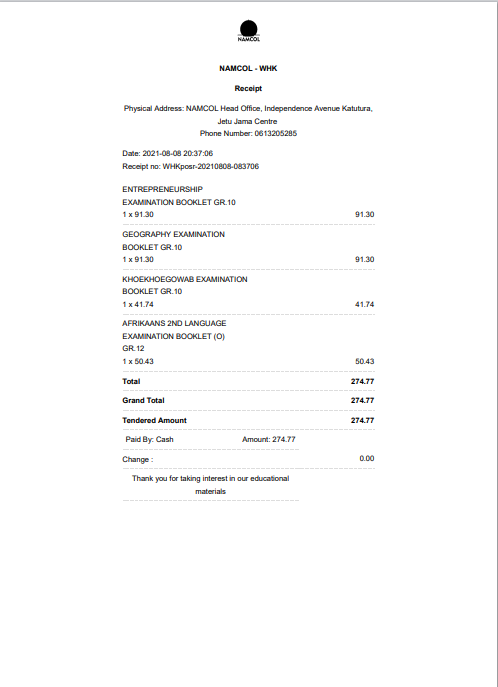 NAMCOL
NAMCOL - WHK
Receipt
Physical Address: NAMCOL Head Office, Independence Avenue Katutura,
Jetu Jama Centre
Phone Number: 0613205285
Date: 2021-08-08 20:37:06
Receipt no: WHKposr-20210808-083706
ENTREPRENEURSHIP
EXAMINATION BOOKLET GR.10
1 x 91.30 91.30
GEOGRAPHY EXAMINATION
BOOKLET GR.10
1 x 91.30 91.30
KHOEKHOEGOWAB EXAMINATION
BOOKLET GR.10
1 x 41.74 41.74
AFRIKAANS 2ND LANGUAGE
EXAMINATION BOOKLET (O)
GR.12
1 x 50.43 50.43
Total 274.77
Grand Total 274.77
Tendered Amount 274.77
Paid By: Cash Amount: 274.77
Change : 0.00
Thank you for taking interest in our educational
materials